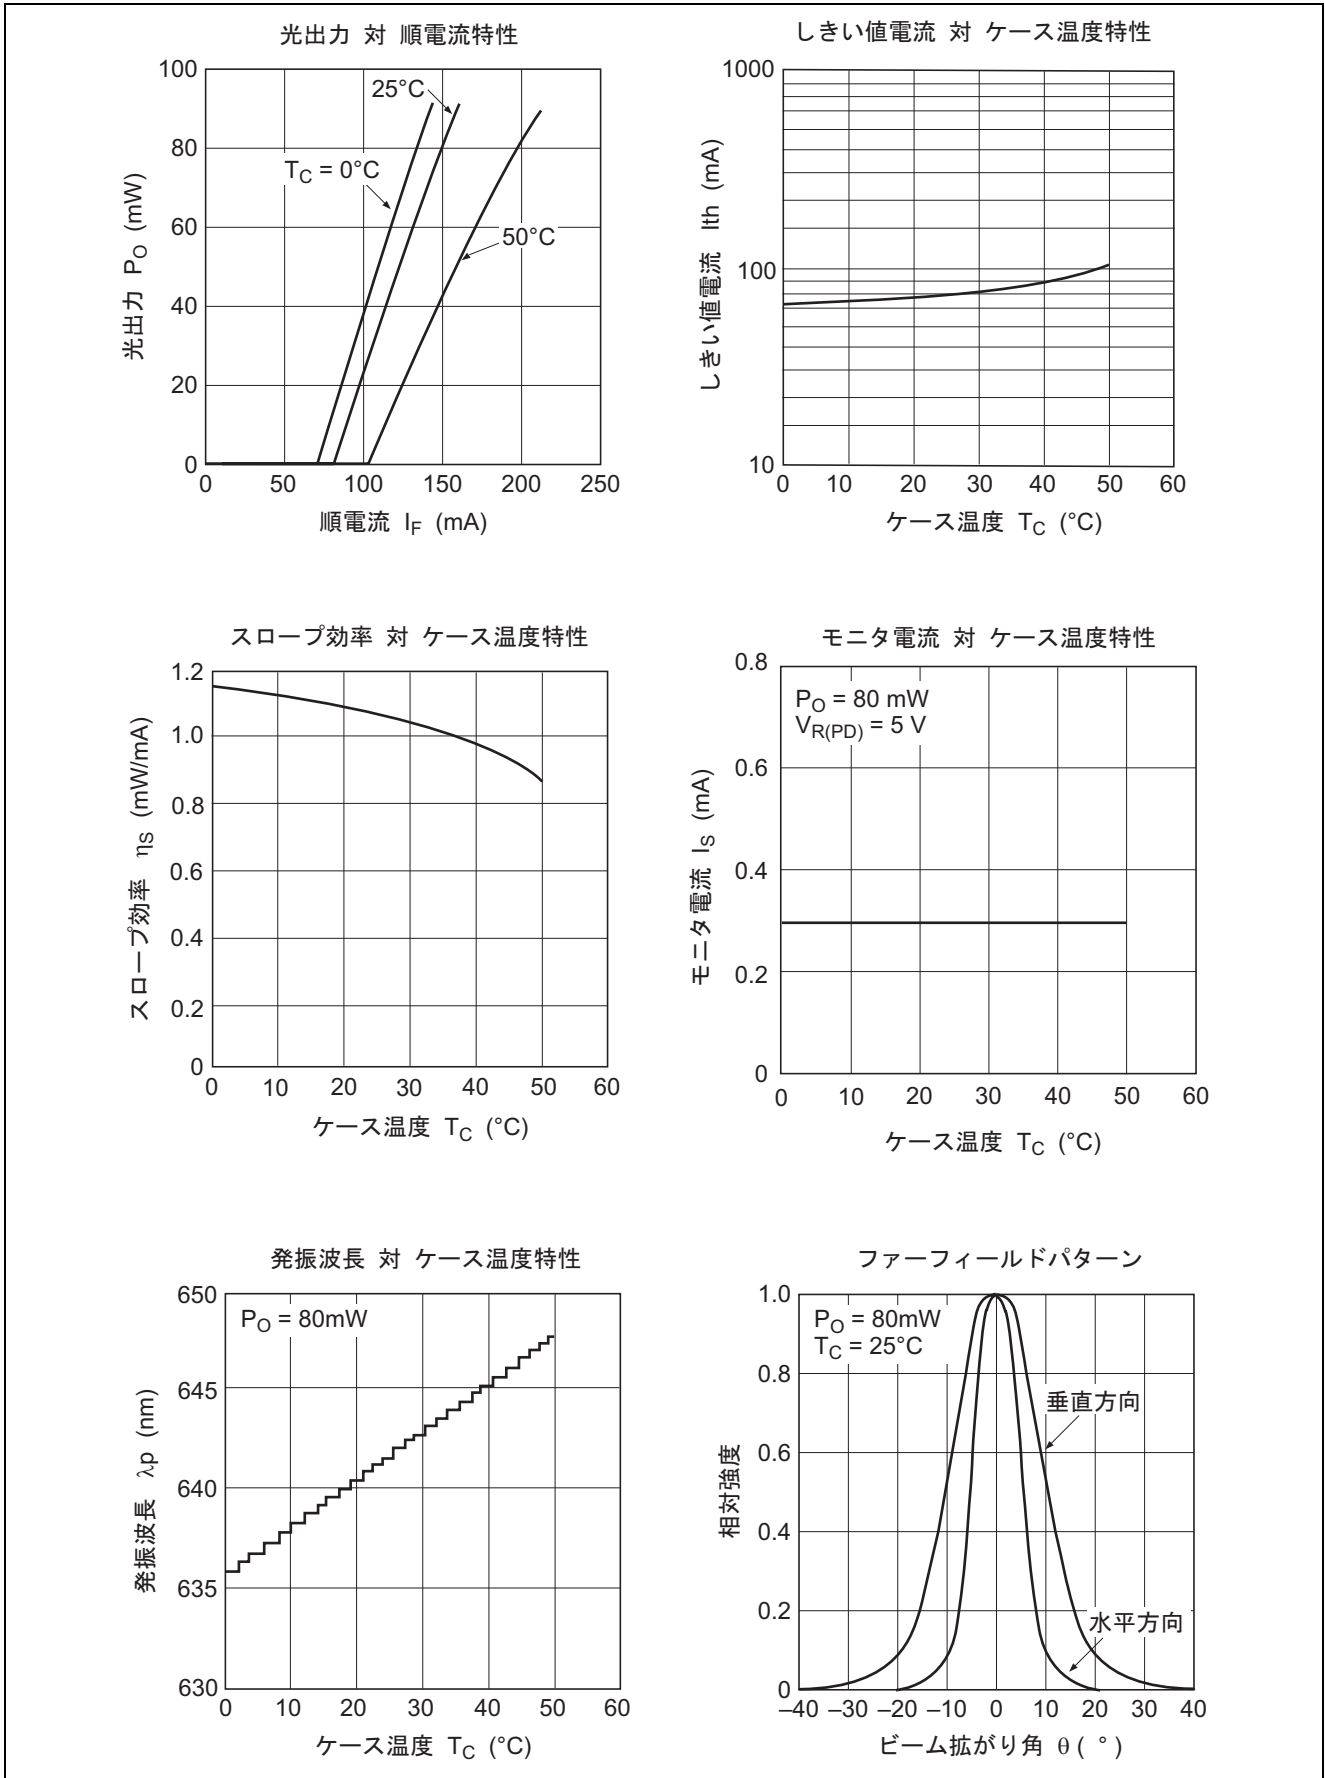 光出力 対 順電流特性
100
80
60
40
20
0
0 50 100 150 200 250
25°C
TC = 0°C
50°C
光出力 PO (mW)
順電流 IF (mA)
しきい値電流 対 ケース温度特性
1000
100
10
0 10 20 30 40 50 60
しきい値電流 Ith (mA)
ケース温度 TC (°C)
スロープ効率 対 ケース温度特性
1.2
1.0
0.8
0.6
0.4
0.2
0
0 10 20 30 40 50 60
スロープ効率 ηS (mW/mA)
ケース温度 TC (°C)
モニタ電流 対 ケース温度特性
0.8
0.6
0.4
0.2
0
0 10 20 30 40 50 60
PO = 80 mW
VR(PD) = 5 V
モニタ電流 IS (mA)
ケース温度 TC (°C)
発振波長 対 ケース温度特性
650
645
640
635
630
0 10 20 30 40 50 60
PO = 80mW
発振波長 λp (nm)
ケース温度 TC (°C)
ファーフィールドパターン
1.0
0.8
0.6
0.4
0.2
0
–40 –30 –20 –10 0 10 20 30 40
PO = 80mW
TC = 25°C
垂直方向
水平方向
相対強度
ビーム拡がり角 θ ( ° )